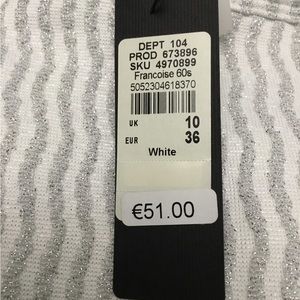 DEPT 104
PROD 673896
SKU 4970899
Francoise 60s
5052304618370
UK 10
EUR 36
White
€51.00